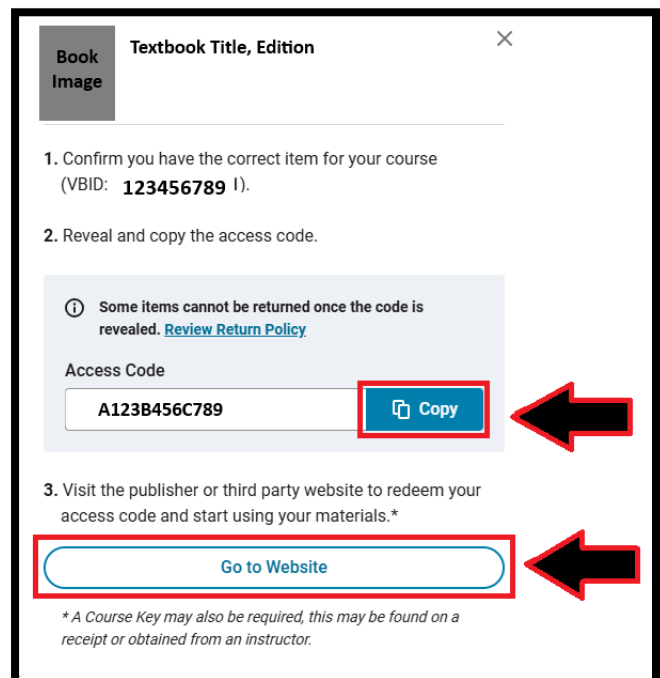 Book
Image
Textbook Title, Edition
1. Confirm you have the correct item for your course
(VBID: 123456789 l).
2. Reveal and copy the access code.
Some items cannot be returned once the code is
revealed. Review Return Policy
Access Code
A123B456C789
Copy
3. Visit the publisher or third party website to redeem your
access code and start using your materials.*
Go to Website
* A Course Key may also be required, this may be found on a
receipt or obtained from an instructor.